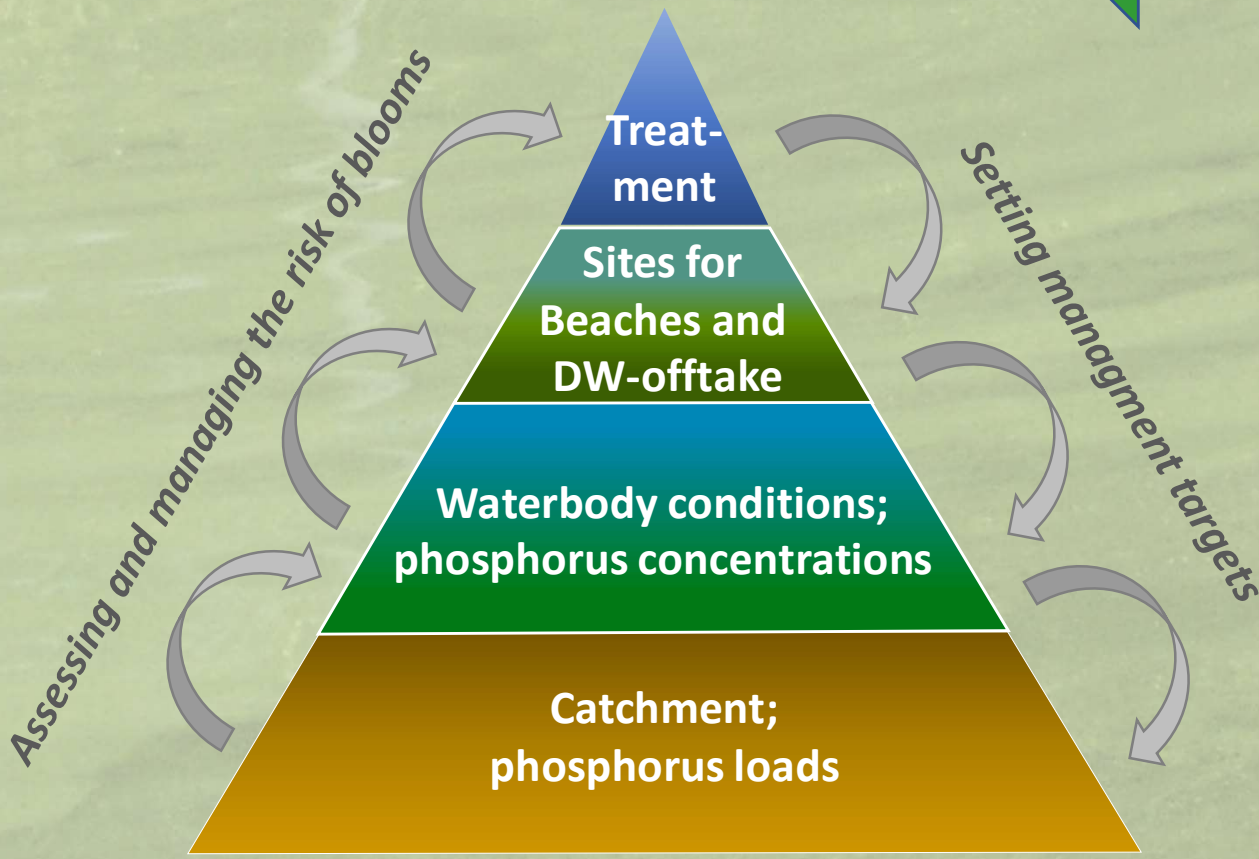 Assessing and managing the risk of blooms
Treat-
ment
Setting managment targets
Sites for
Beaches and
DW-offtake
Waterbody conditions;
phosphorus concentrations
Catchment;
phosphorus loads